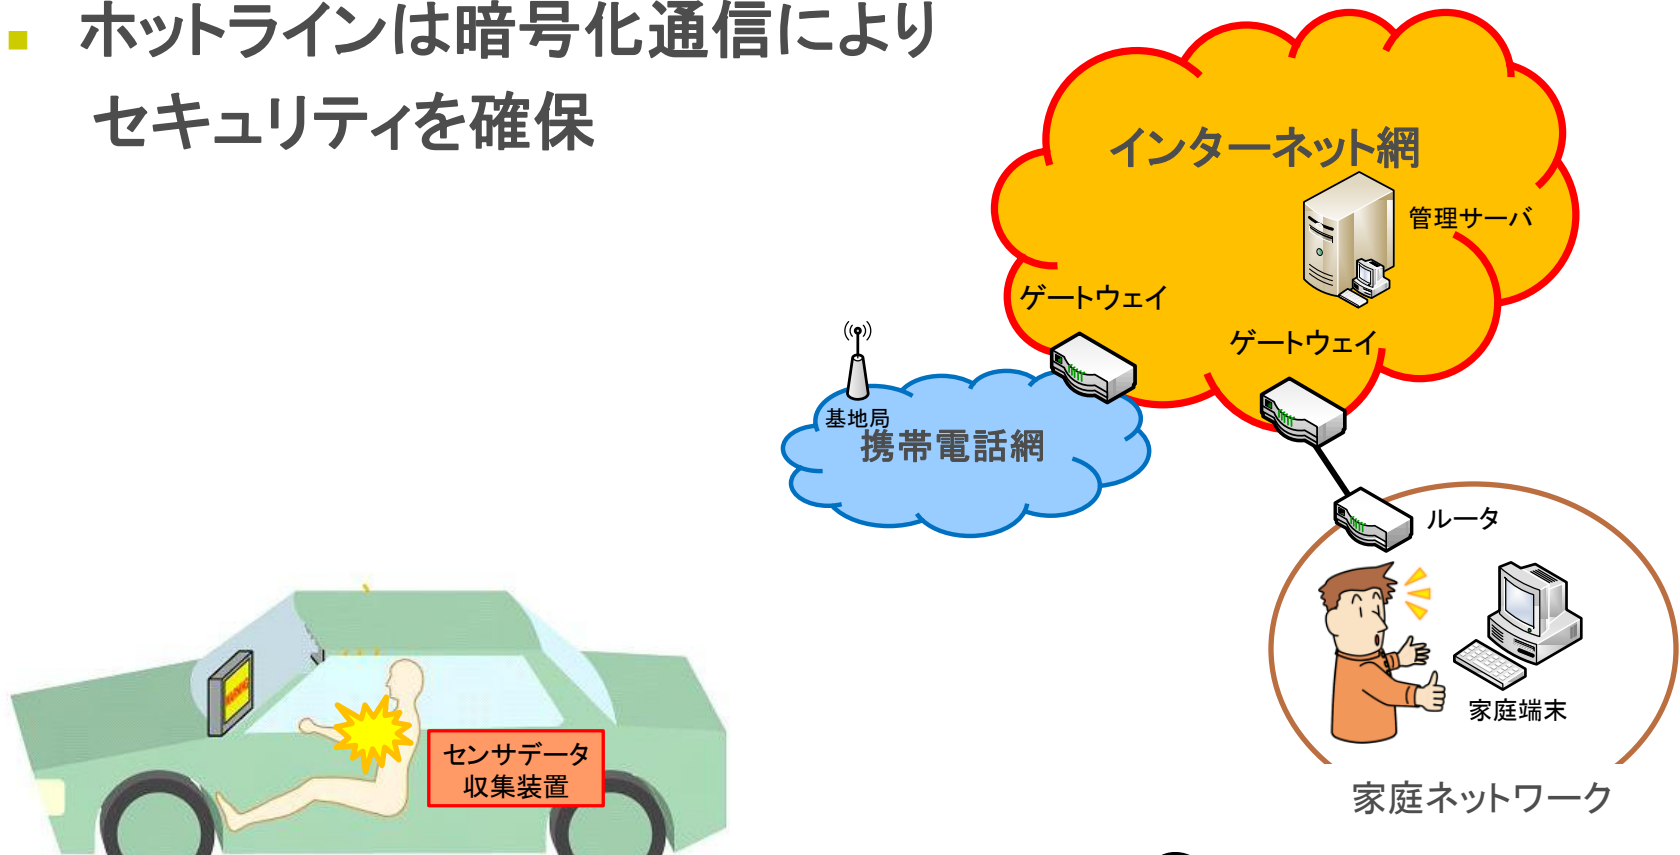 ホットラインは暗号化通信により
セキュリティを確保
インターネット網
管理サーバ
ゲートウェイ
ゲートウェイ
基地局
携帯電話網
ルータ
家庭端末
家庭ネットワーク
センサデータ
収集装置
WARNING